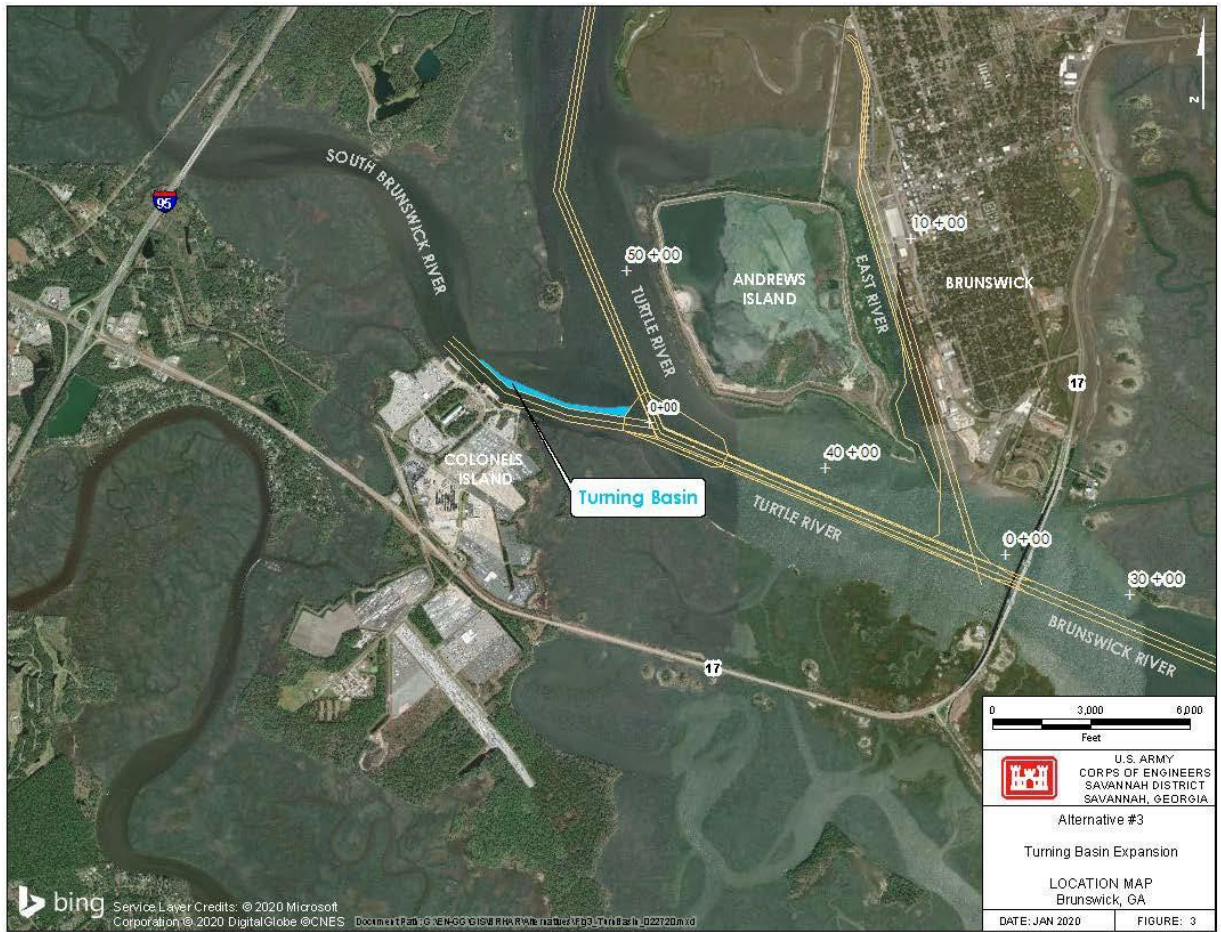 SOUTH BRUNSWICK RIVER
95
N
50 +00
10 +00
TURTLE RIVER
ANDREWS
ISLAND
EAST RIVER
BRUNSWICK
17
0+00
40 +00
COLONELS
ISLAND
Turning Basin
TURTLE RIVER
0 +00
30 +00
BRUNSWICK RIVER
17
0 3,000 6,000
Feet
U.S. ARMY
CORPS OF ENGINEERS
SAVANNAH DISTRICT
SAVANNAH, GEORGIA
Alternative #3
Turning Basin Expansion
LOCATION MAP
Brunswick, GA
DATE: JAN 2020 FIGURE: 3
bing Service Layer Credits: © 2020 Microsoft
Corporation © 2020 DigitalGlobe ©CNES Document Path: